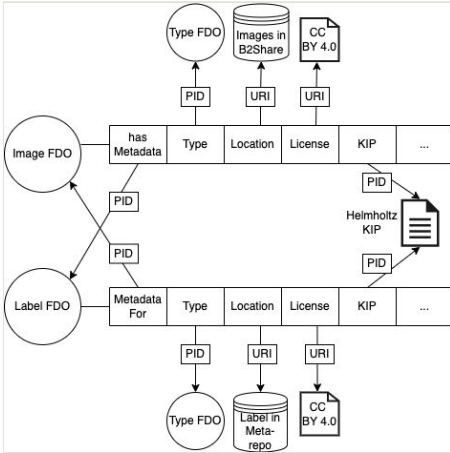 Type FDO
Images in
B2Share
CC
BY 4.0
PID
URI
URI
Image FDO
has
Metadata
Type
Location
License
KIP
...
PID
PID
Helmholtz
KIP
PID
PID
Label FDO
Metadata
For
Type
Location
License
KIP
...
PID
URI
URI
Type FDO
Label in
Meta-
repo
CC
BY 4.0